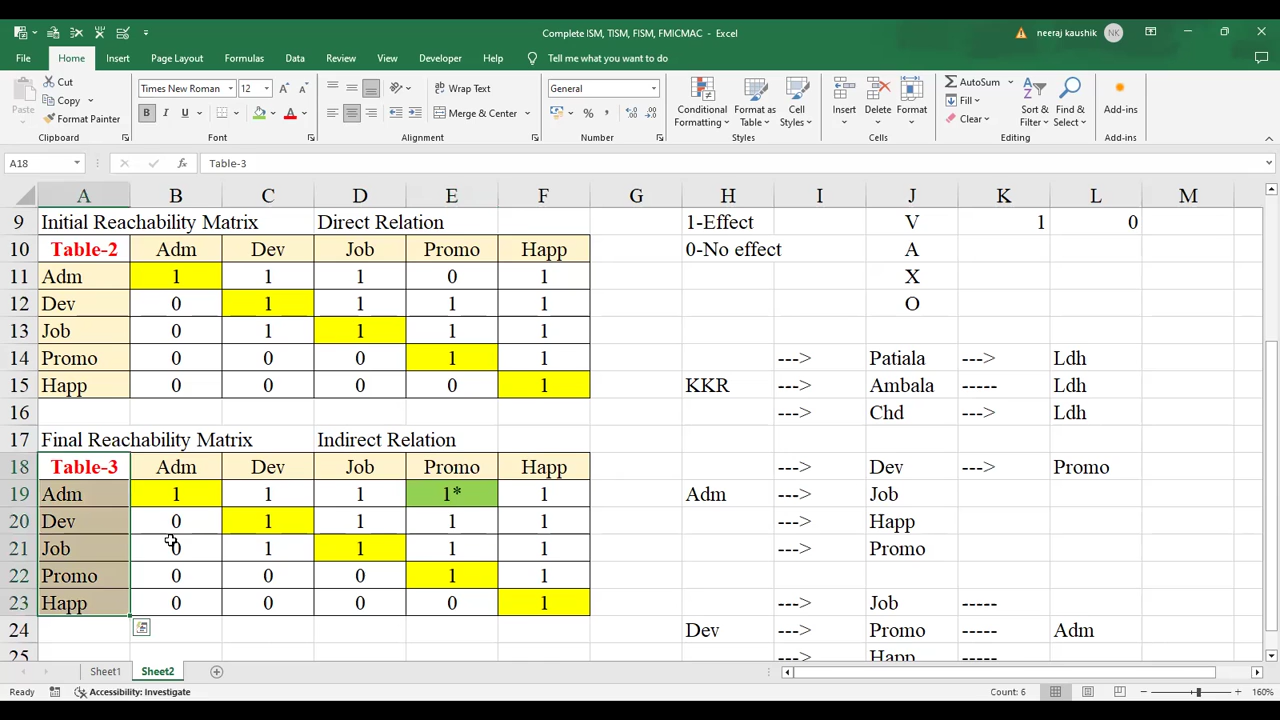 Complete ISM, TISM, FISM, FMICMAC - Excel
neeraj kaushik NK
File Home Insert Page Layout Formulas Data Review View Developer Help Tell me what you want to do
Paste Cut Copy Format Painter Clipboard
Times New Roman 12 B I U A Font
Wrap Text Merge & Center Alignment
General % Number
Conditional Formatting Format as Table Cell Styles Styles
Insert Delete Format Cells
AutoSum Fill Clear Sort & Filter Find & Select Editing
Add-ins Add-ins
A18 fx Table-3
A B C D E F G H I J K L M
9 Initial Reachability Matrix Direct Relation 1-Effect V 1 0
10 Table-2 Adm Dev Job Promo Happ 0-No effect A
11 Adm 1 1 1 0 1 X
12 Dev 0 1 1 1 1 O
13 Job 0 1 1 1 1
14 Promo 0 0 0 1 1 ---> Patiala ---> Ldh
15 Happ 0 0 0 0 1 KKR ---> Ambala ----- Ldh
16 ---> Chd ---> Ldh
17 Final Reachability Matrix Indirect Relation
18 Table-3 Adm Dev Job Promo Happ ---> Dev ---> Promo
19 Adm 1 1 1 1* 1 Adm ---> Job
20 Dev 0 1 1 1 1 ---> Happ
21 Job 0 1 1 1 1 ---> Promo
22 Promo 0 0 0 1 1
23 Happ 0 0 0 0 1 ---> Job -----
24 Dev ---> Promo ----- Adm
25 ---> Happ
Sheet1 Sheet2
Ready Accessibility: Investigate Count: 6 160%